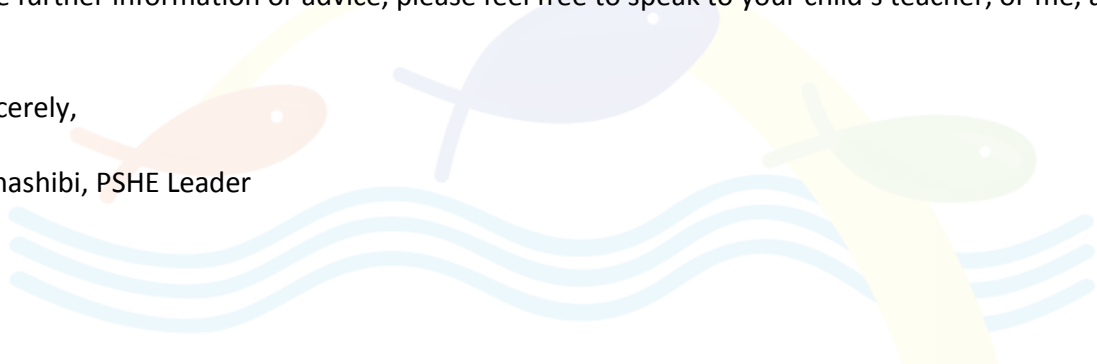 further information or advice, please feel free to speak to your child's teacher, or me, a
cerely,
nashibi, PSHE Leader